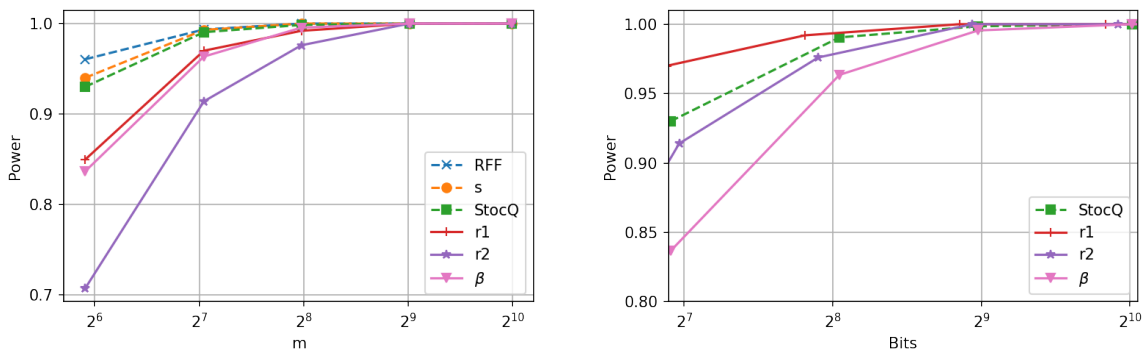 Power
1.0
0.9
0.8
0.7
2^6
2^7
2^8
2^9
2^10
m
RFF
s
StocQ
r1
r2
β
Power
1.00
0.95
0.90
0.85
0.80
2^7
2^8
2^9
2^10
Bits
StocQ
r1
r2
β